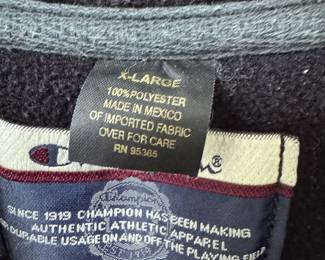 X-LARGE
100% POLYESTER
MADE IN MEXICO
OF IMPORTED FABRIC
OVER FOR CARE
RN 95365
Champion
SINCE 1919 CHAMPION HAS BEEN MAKING
AUTHENTIC ATHLETIC APPAREL
DURABLE USAGE ON AND OFF THE PLAYING FIELD